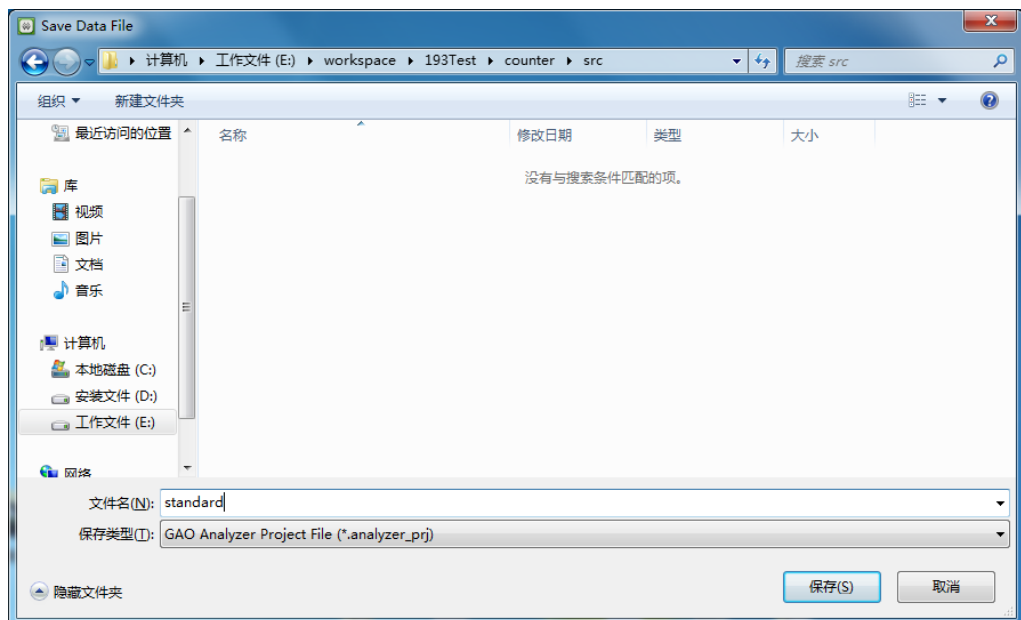 Save Data File
计算机 工作文件 (E:) workspace 193Test counter src 搜索 src
组织 新建文件夹
最近访问的位置 名称 修改日期 类型 大小
没有与搜索条件匹配的项。
库
视频
图片
文档
音乐
计算机
本地磁盘 (C:)
安装文件 (D:)
工作文件 (E:)
网络
文件名(N): standard
保存类型(T): GAO Analyzer Project File (*.analyzer_prj)
隐藏文件夹 保存(S) 取消